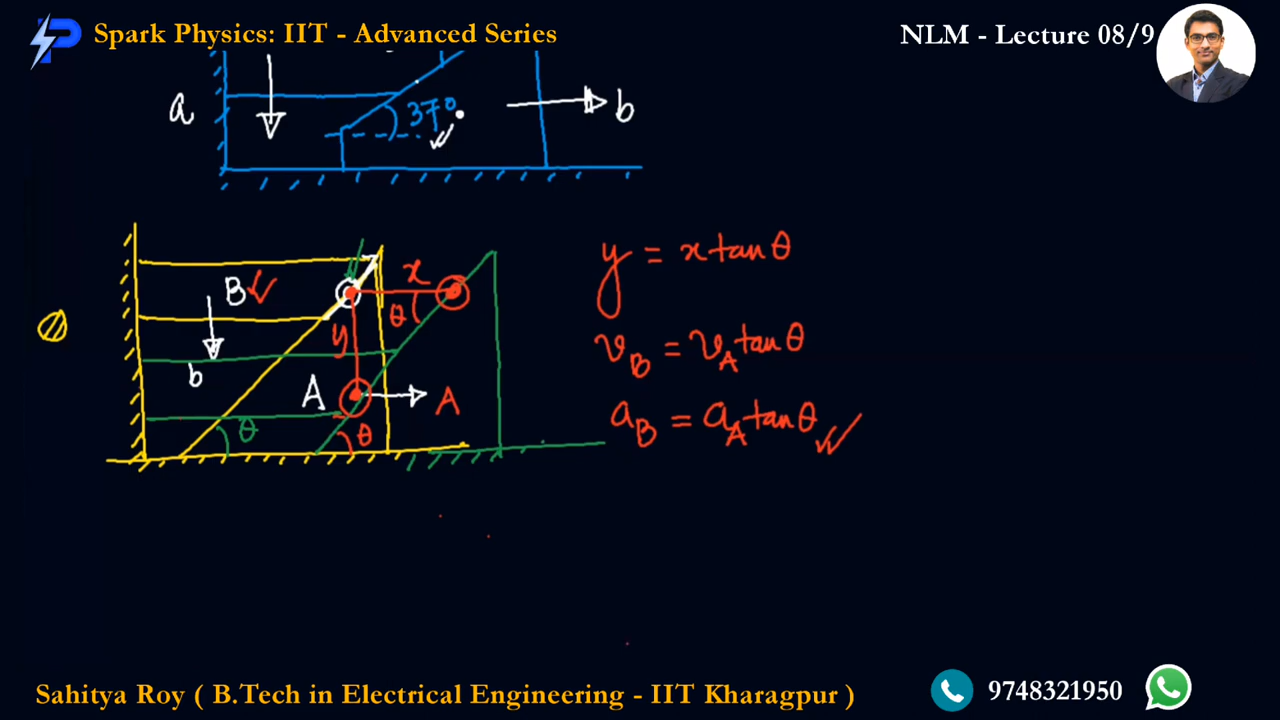 Spark Physics: IIT - Advanced Series
NLM - Lecture 08/9
a
37°
b
B
x
θ
y
b
A
A
θ
θ
y = x tan θ
v_B = v_A tan θ
a_B = a_A tan θ
Sahitya Roy ( B.Tech in Electrical Engineering - IIT Kharagpur )
9748321950